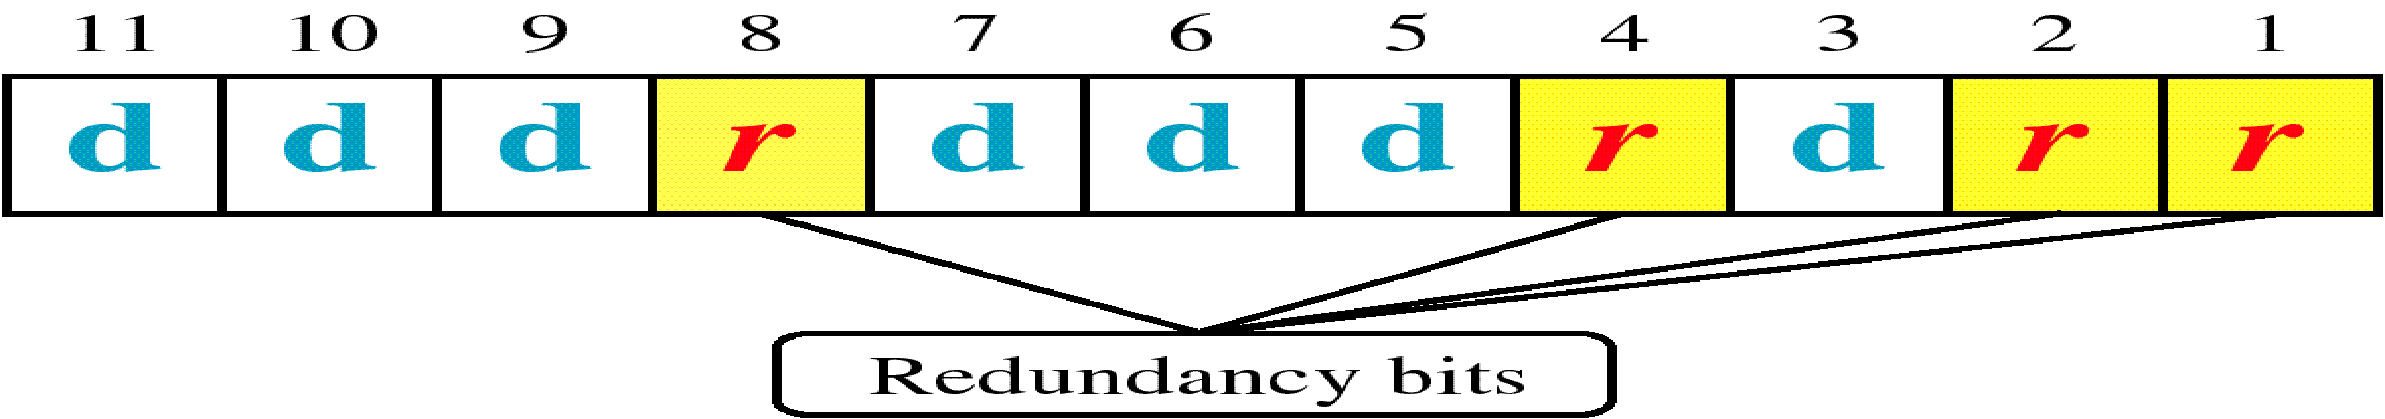 11 10 9 8 7 6 5 4 3 2 1
d d d r d d d r d r r
Redundancy bits